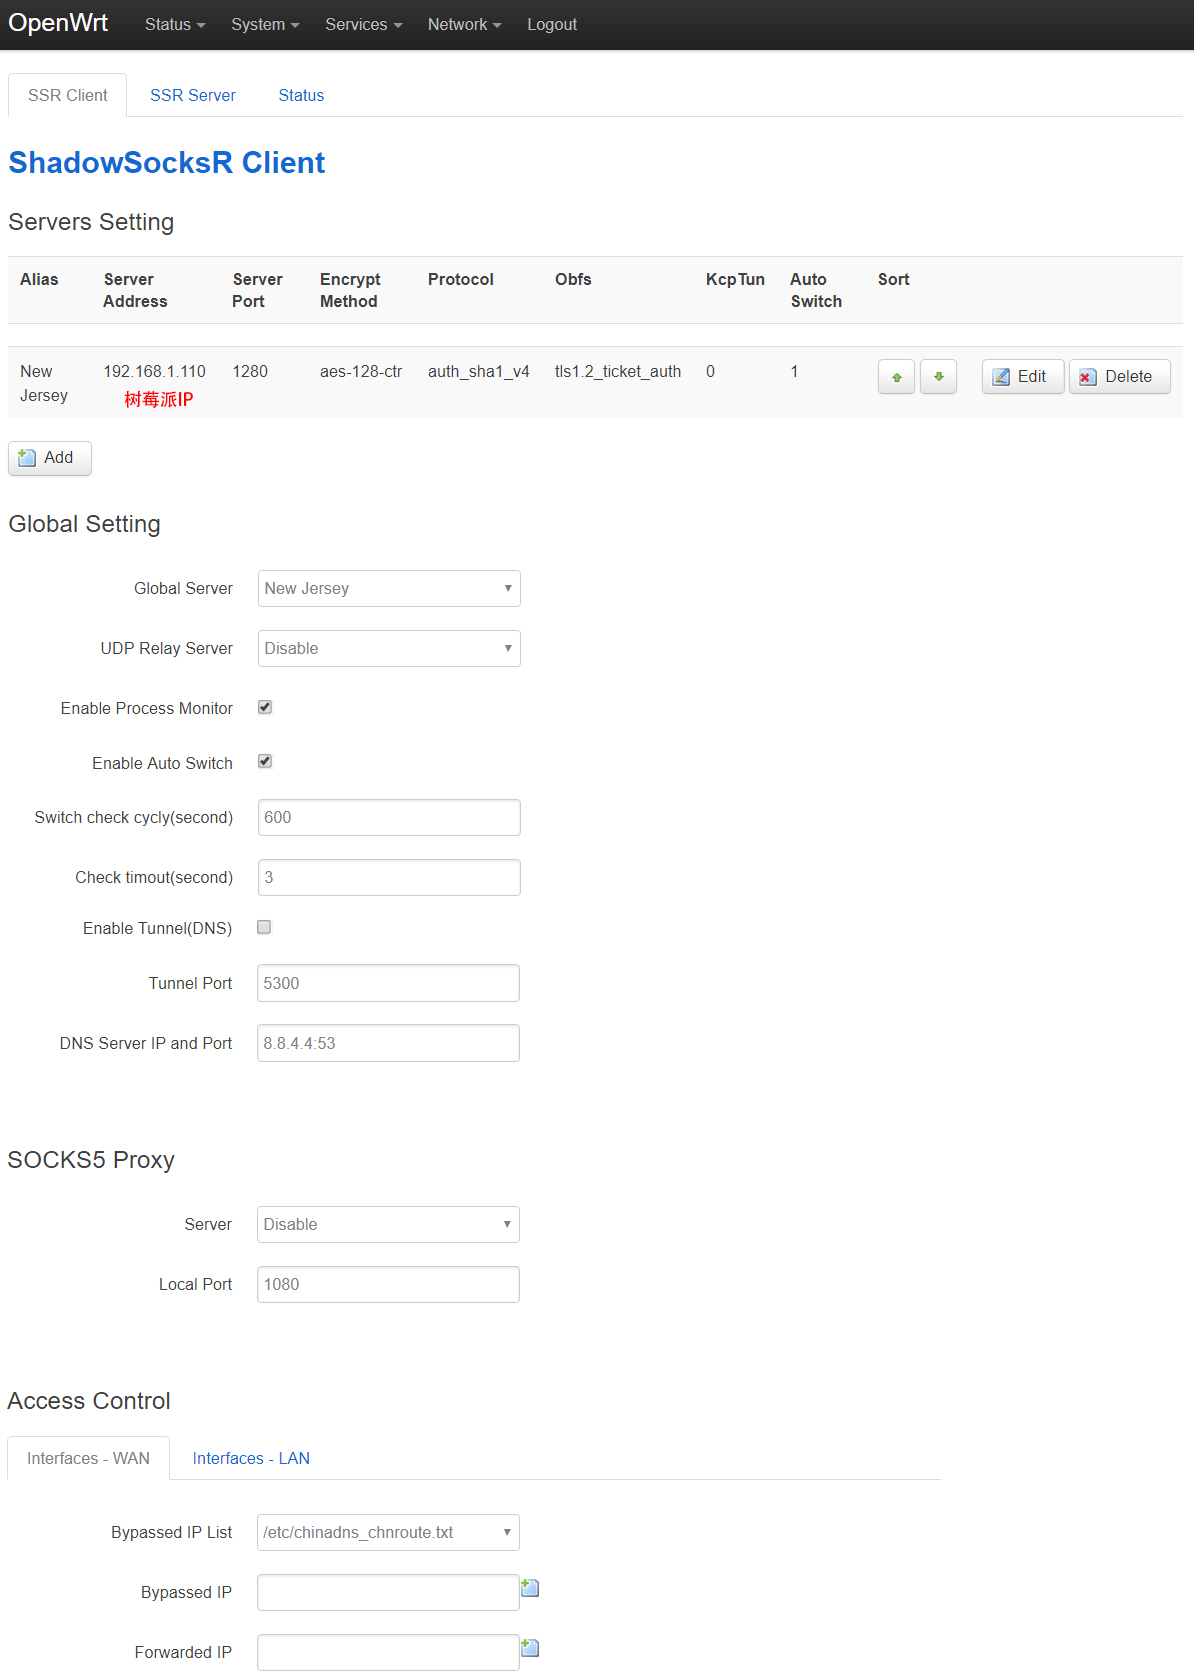 OpenWrt Status System Services Network Logout
SSR Client SSR Server Status
ShadowSocksR Client
Servers Setting
Alias Server Address Server Port Encrypt Method Protocol Obfs KcpTun Auto Switch Sort
New Jersey 192.168.1.110 1280 aes-128-ctr auth_sha1_v4 tls1.2_ticket_auth 0 1 Edit Delete
树莓派IP
Add
Global Setting
Global Server New Jersey
UDP Relay Server Disable
Enable Process Monitor
Enable Auto Switch
Switch check cycly(second) 600
Check timout(second) 3
Enable Tunnel(DNS)
Tunnel Port 5300
DNS Server IP and Port 8.8.4.4:53
SOCKS5 Proxy
Server Disable
Local Port 1080
Access Control
Interfaces - WAN Interfaces - LAN
Bypassed IP List /etc/chinadns_chnroute.txt
Bypassed IP
Forwarded IP